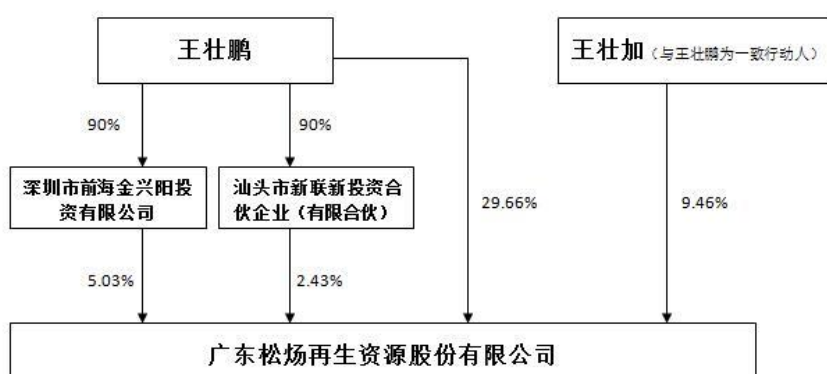 王壮鹏
王壮加（与王壮鹏为一致行动人）
90%
90%
深圳市前海金兴阳投
资有限公司
汕头市新联新投资合
伙企业（有限合伙）
29.66%
9.46%
5.03%
2.43%
广东松炀再生资源股份有限公司